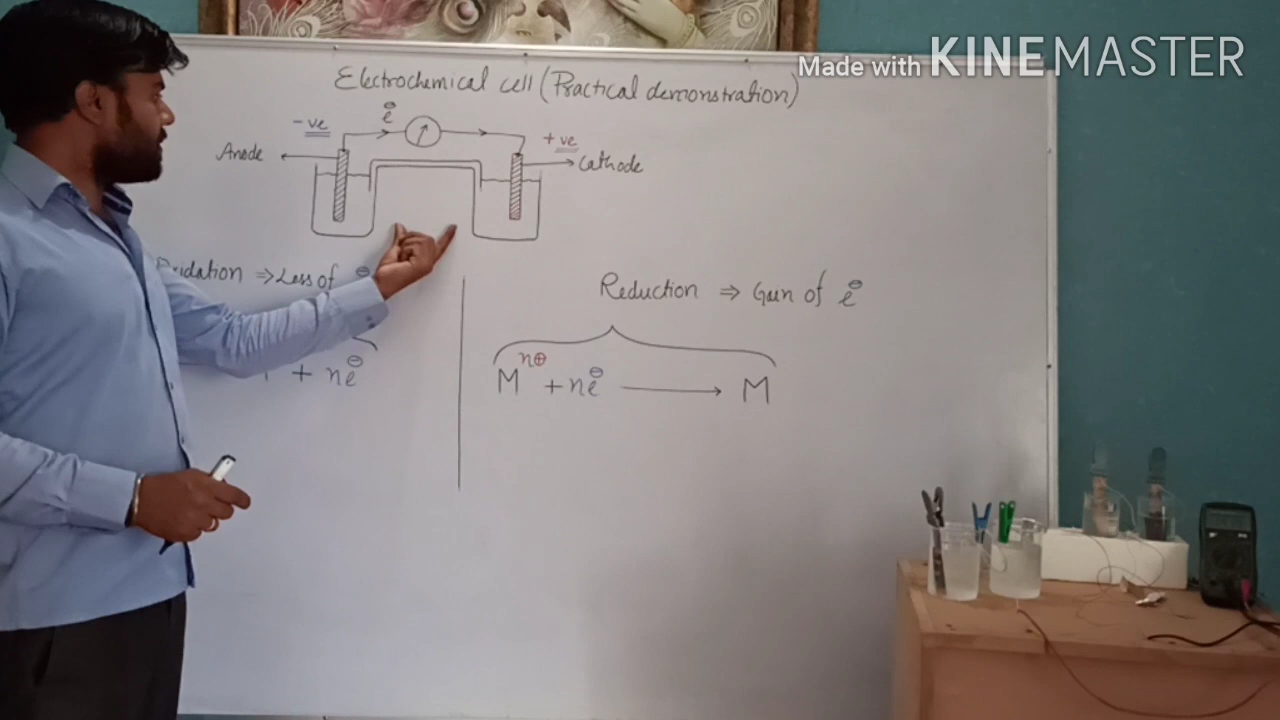 Made with KINEMASTER
Electrochemical cell (Practical demonstration)
-ve e⊖ +ve
Anode Cathode
Oxidation ⇒ Loss of e⊖
Reduction ⇒ Gain of e⊖
+ ne⊖
M n⊕ + ne⊖ ⟶ M